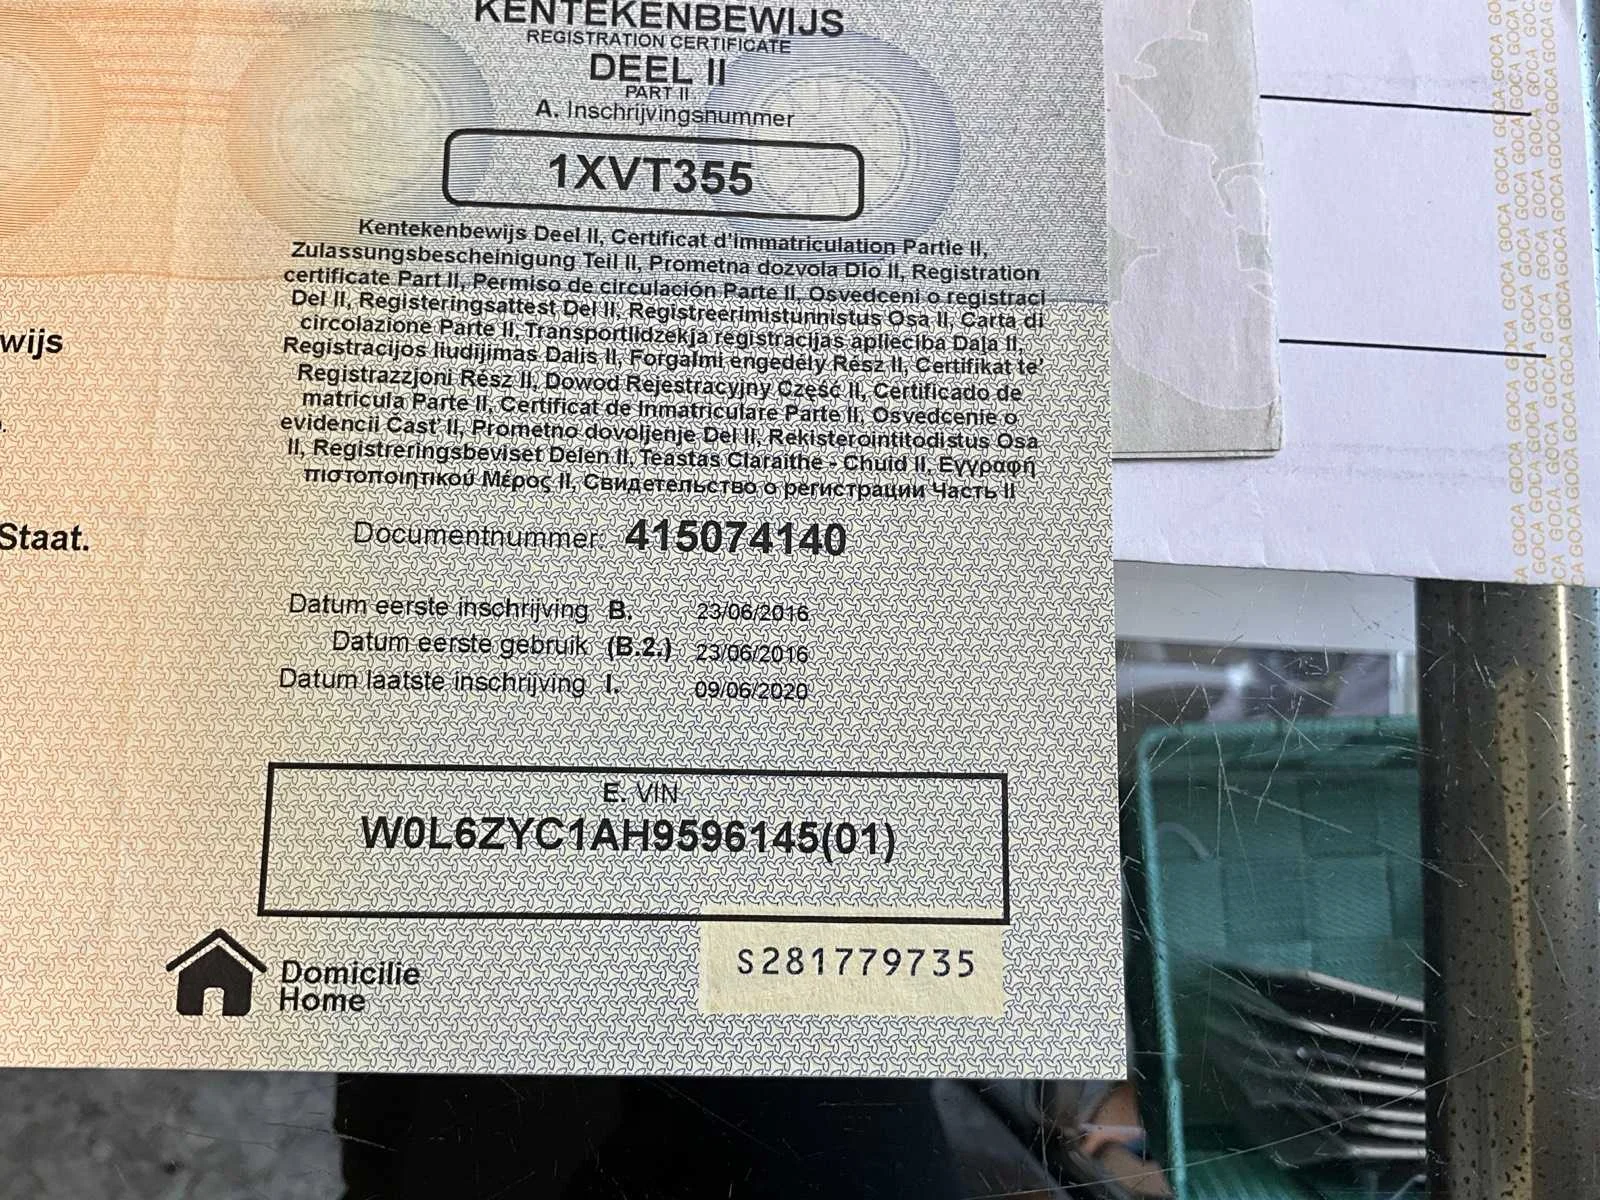 KENTEKENBEWIJS
REGISTRATION CERTIFICATE
DEEL II
PART II
A. Inschrijvingsnummer
1XVT355
Kentekenbewijs Deel II, Certificat d'immatriculation Partie II,
Zulassungsbescheinigung Teil II, Prometna dozvola Dio II, Registration
certificate Part II, Permiso de circulación Parte II, Osvedceni o registraci
Del II, Registeringsattest Del II, Registreerimistunnistus Osa II, Carta di
circolazione Parte II, Transportlidzekja registracijas aplieciba Daļa II,
Registracijos liudijimas Dalis II, Forgalmi engedély Rész II, Certifikat te'
Registrazzjoni Rész II, Dowod Rejestracyjny Część II, Certificado de
matricula Parte II, Certificat de Inmatriculare Parte II, Osvedcenie o
evidencii Časť II, Prometno dovoljenje Del II, Rekisterointitodistus Osa
II, Registreringsbeviset Delen II, Teastas Claraithe - Chuid II, Εγγραφή
πιστοποιητικού Μέρος II, Свидетельство о регистрации Часть II
Documentnummer: 415074140
Datum eerste inschrijving B. 23/06/2016
Datum eerste gebruik (B.2.) 23/06/2016
Datum laatste inschrijving I. 09/06/2020
E. VIN
W0L6ZYC1AH9596145(01)
S281779735
Domicilie
Home
wijs
Staat.
GOCA GOCA GOCA GOCA GOCA GOCA GOCA